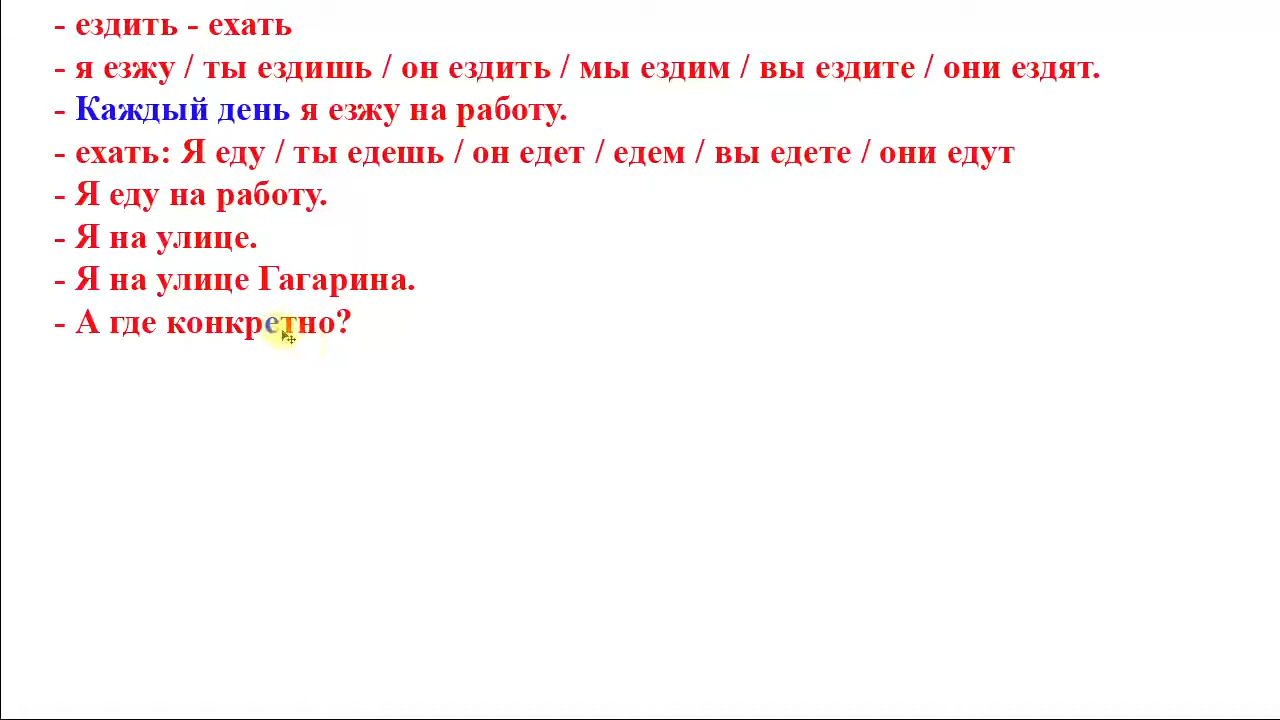 - ездить - ехать
- я езжу / ты ездишь / он ездить / мы ездим / вы ездите / они ездят.
- Каждый день я езжу на работу.
- ехать: Я еду / ты едешь / он едет / едем / вы едете / они едут
- Я еду на работу.
- Я на улице.
- Я на улице Гагарина.
- А где конкретно?